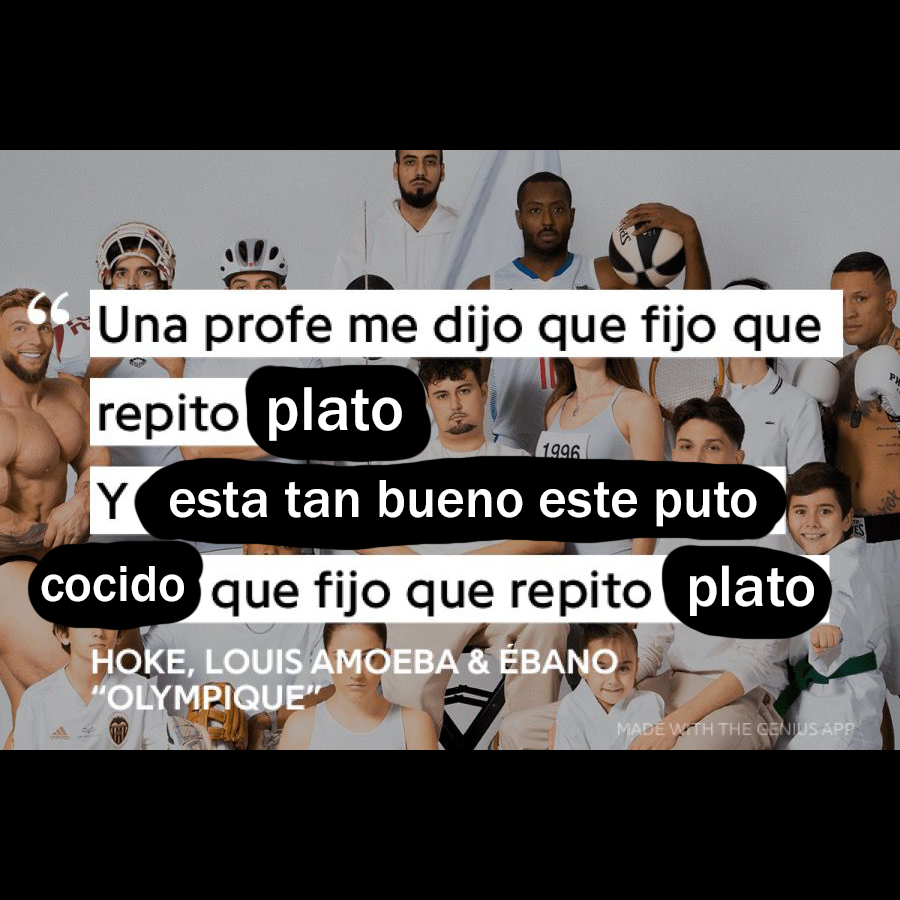 “
Una profe me dijo que fijo que
repito plato
Y esta tan bueno este puto
cocido que fijo que repito plato
HOKE, LOUIS AMOEBA & ÉBANO
“OLYMPIQUE”
MADE WITH THE GENIUS APP
1996